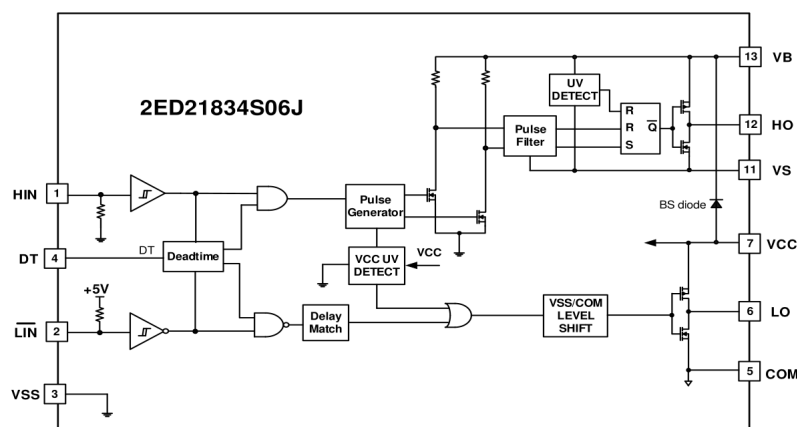 2ED21834S06J
13 VB
UV
DETECT
R
R Q
S
12 HO
Pulse
Filter
11 VS
HIN 1
Pulse
Generator
BS diode
DT 4
DT
Deadtime
VCC UV
DETECT
VCC
7 VCC
+5V
LIN 2
Delay
Match
VSS/COM
LEVEL
SHIFT
6 LO
VSS 3
5 COM